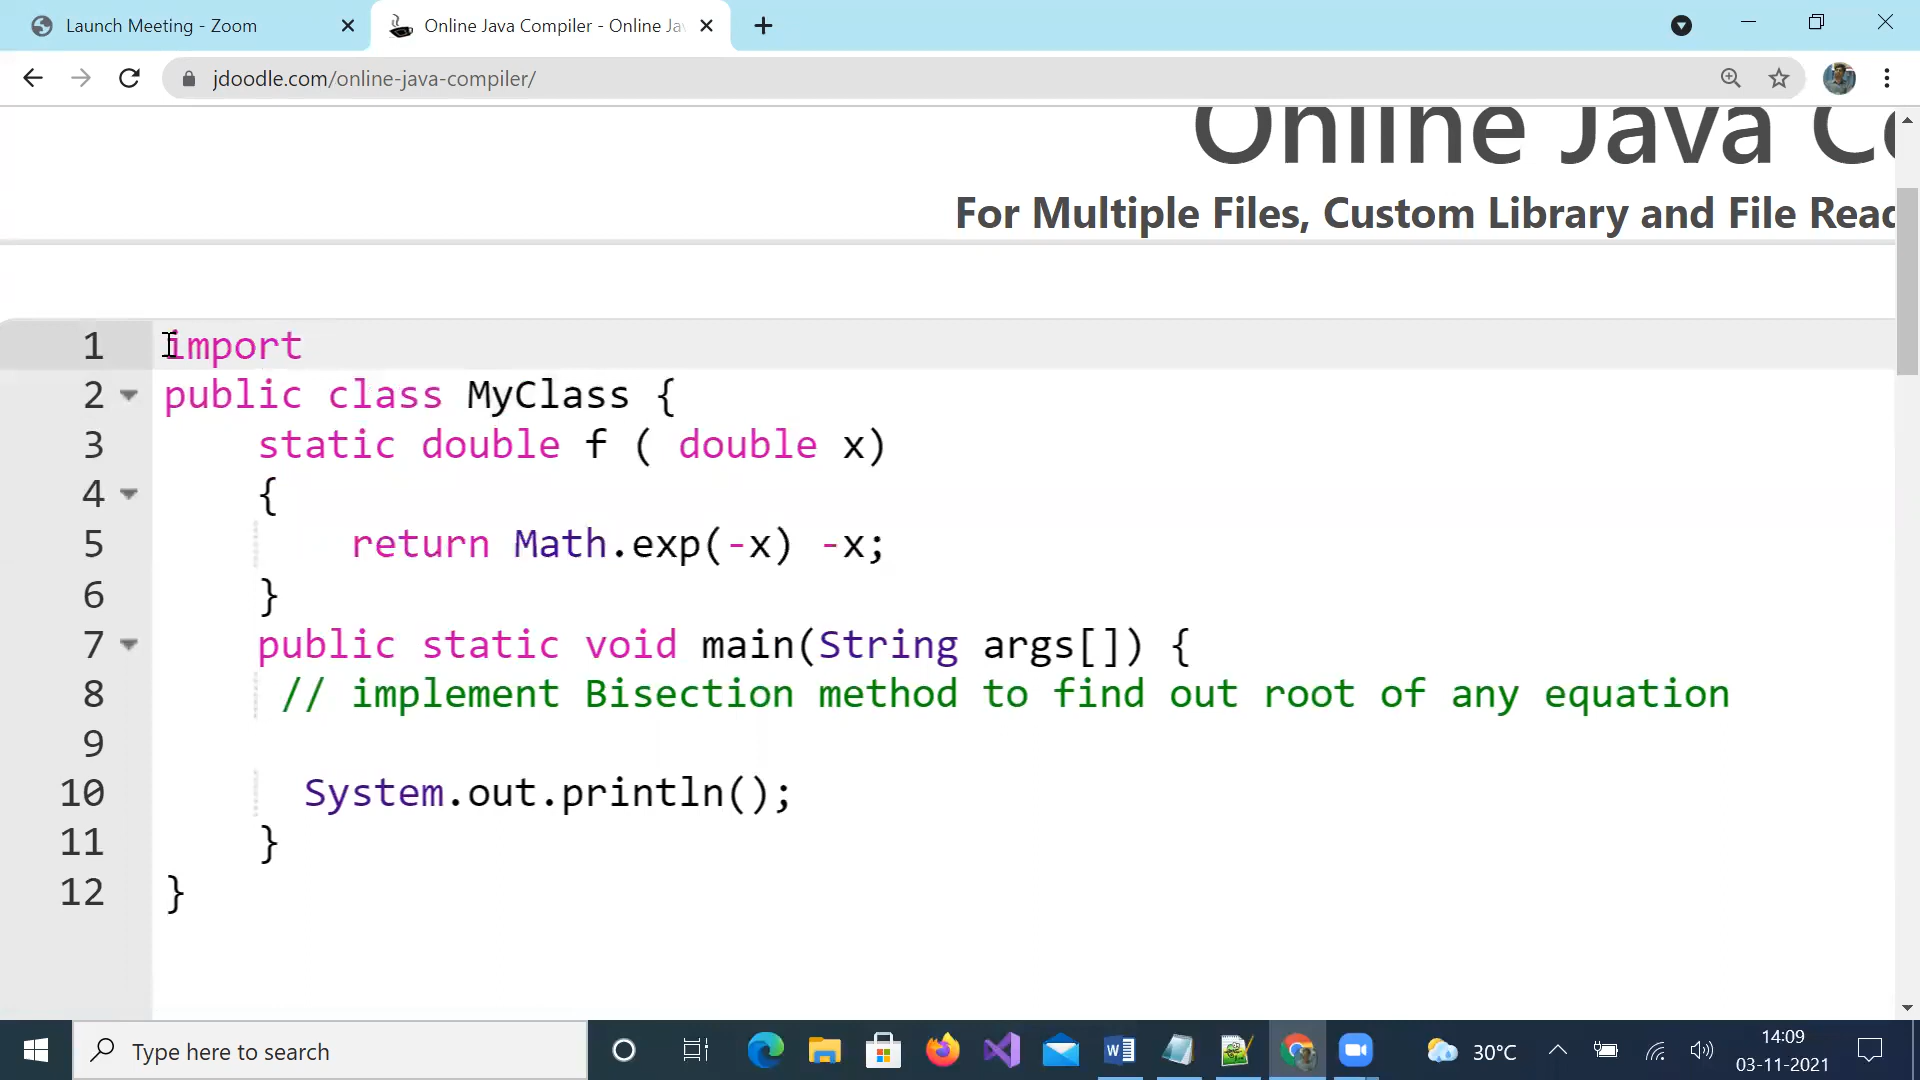 Launch Meeting - Zoom
Online Java Compiler - Online Ja
jdoodle.com/online-java-compiler/
Online Java Co
For Multiple Files, Custom Library and File Read
1 import
2 public class MyClass {
3 static double f ( double x)
4 {
5 return Math.exp(-x) -x;
6 }
7 public static void main(String args[]) {
8 // implement Bisection method to find out root of any equation
9
10 System.out.println();
11 }
12 }
Type here to search
30°C
14:09
03-11-2021